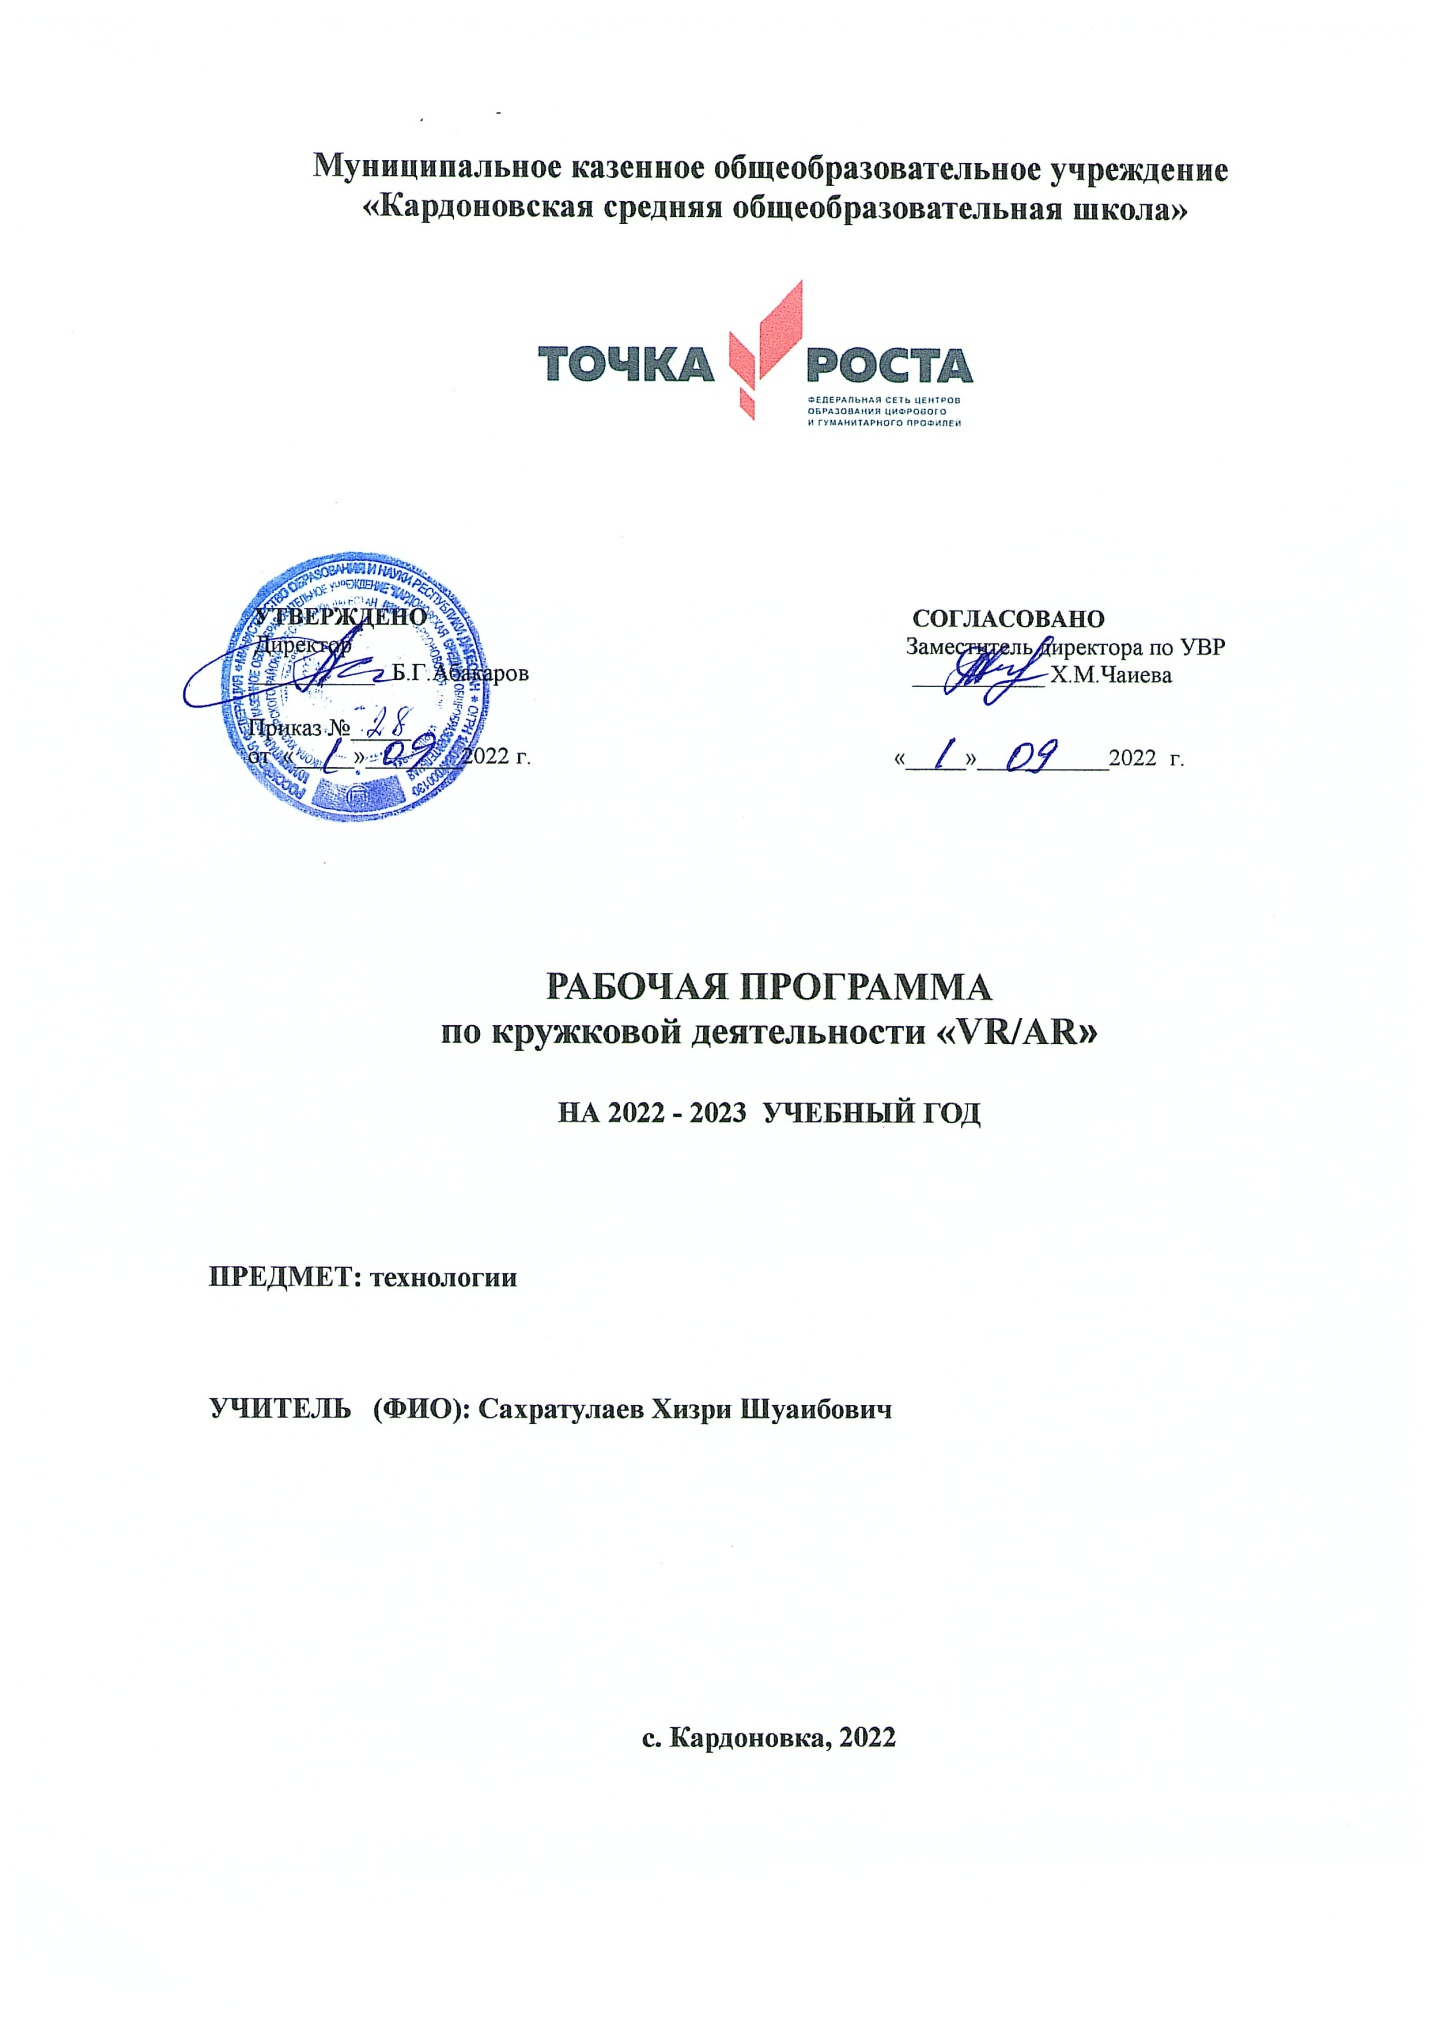 Муниципальное казенное общеобразовательное учреждение
«Кардоновская средняя общеобразовательная школа»
ТОЧКА РОСТА
ФЕДЕРАЛЬНАЯ СЕТЬ ЦЕНТРОВ
ОБРАЗОВАНИЯ ЦИФРОВОГО
И ГУМАНИТАРНОГО ПРОФИЛЕЙ
УТВЕРЖДЕНО
Директор
__________ Б.Г.Абакаров
Приказ № 28
от «1» 09 2022 г.
СОГЛАСОВАНО
Заместитель директора по УВР
___________Х.М.Чаиева
«1» 09 2022 г.
РАБОЧАЯ ПРОГРАММА
по кружковой деятельности «VR/AR»
НА 2022 - 2023 УЧЕБНЫЙ ГОД
ПРЕДМЕТ: технологии
УЧИТЕЛЬ (ФИО): Сахратулаев Хизри Шуаибович
с. Кардоновка, 2022